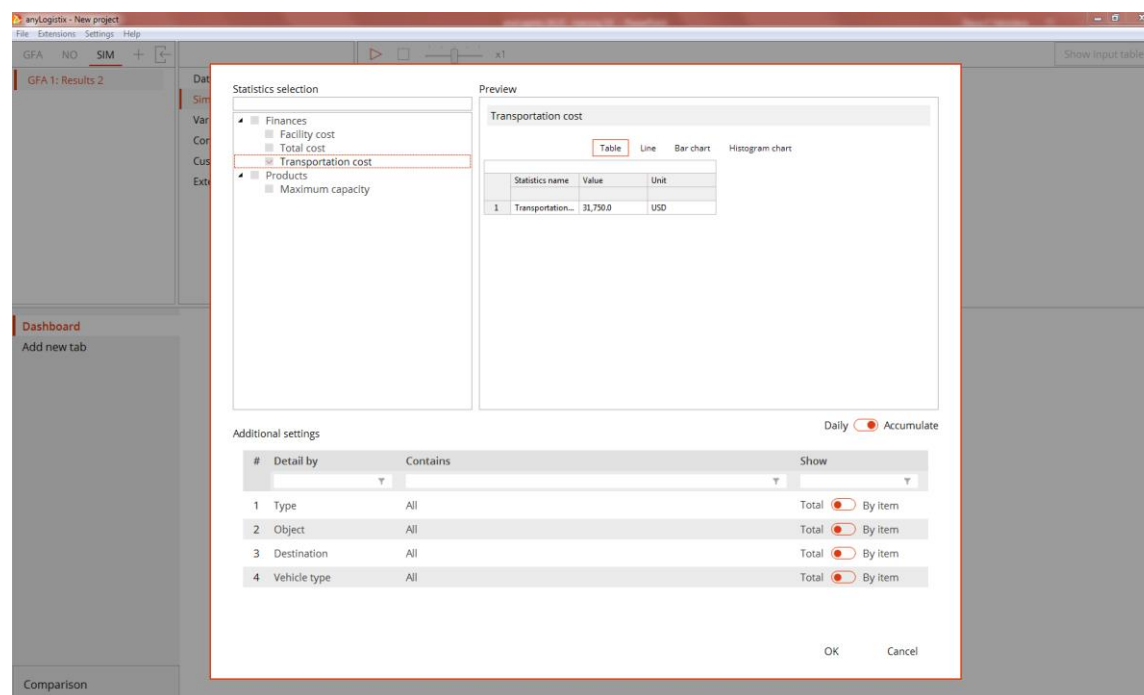 anyLogistix - New project
File Extensions Settings Help
GFA NO SIM x1 Show input table
GFA 1: Results 2
Dat
Sim
Var
Con
Cus
Exte
Dashboard
Add new tab
Comparison
Statistics selection
Finances
Facility cost
Total cost
Transportation cost
Products
Maximum capacity
Preview
Transportation cost
Table Line Bar chart Histogram chart
Statistics name Value Unit
1 Transportation... 31,750.0 USD
Daily Accumulate
Additional settings
# Detail by Contains Show
1 Type All Total By item
2 Object All Total By item
3 Destination All Total By item
4 Vehicle type All Total By item
OK Cancel